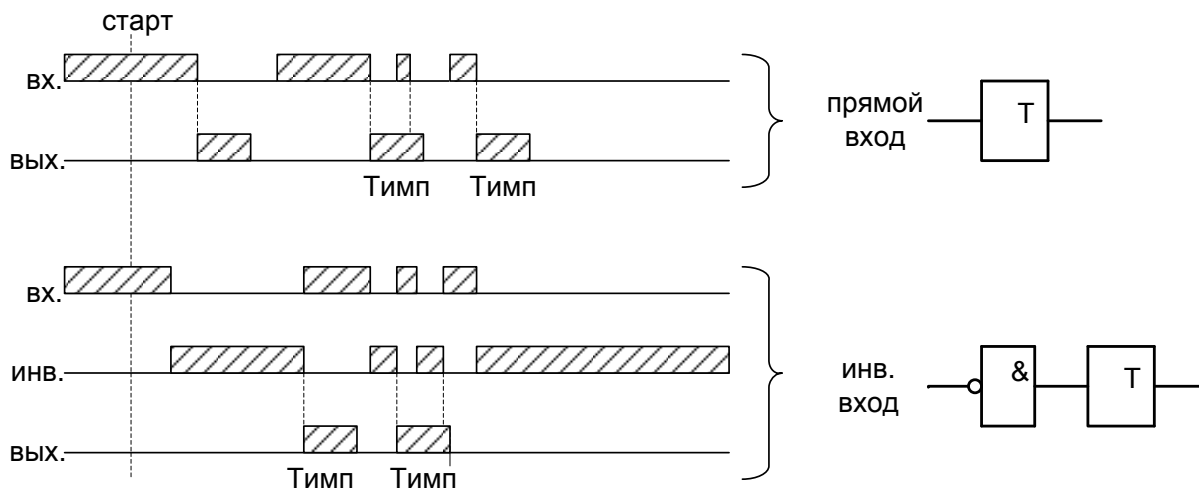 старт
вх.
вых.
Тимп Тимп
прямой
вход
Т
вх.
инв.
вых.
Тимп Тимп
инв.
вход
& Т